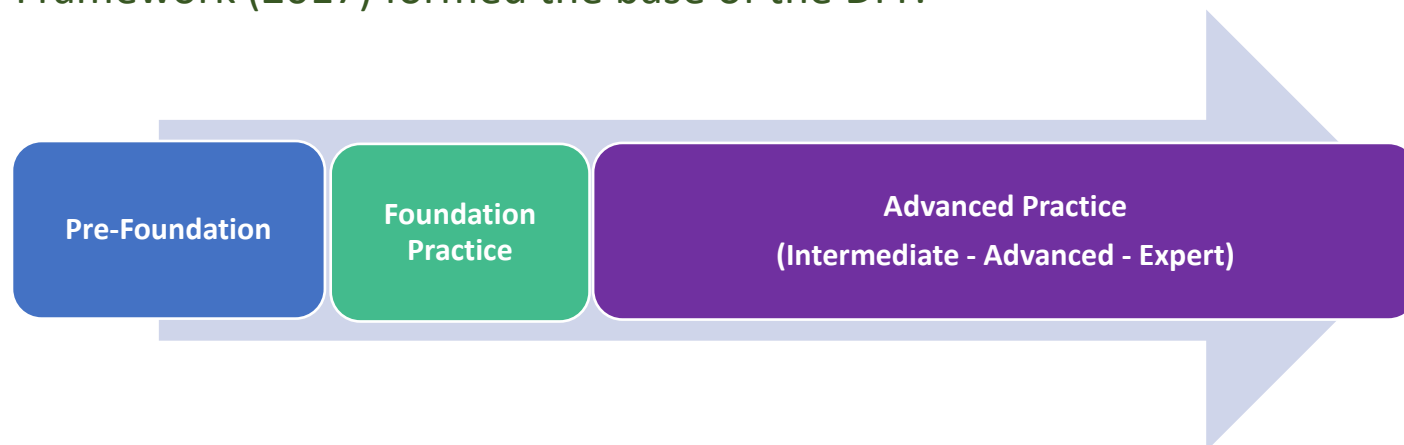 Framework (2017) formed the base of the
Pre-Foundation
Foundation
Practice
Advanced Practice
(Intermediate - Advanced - Expert)